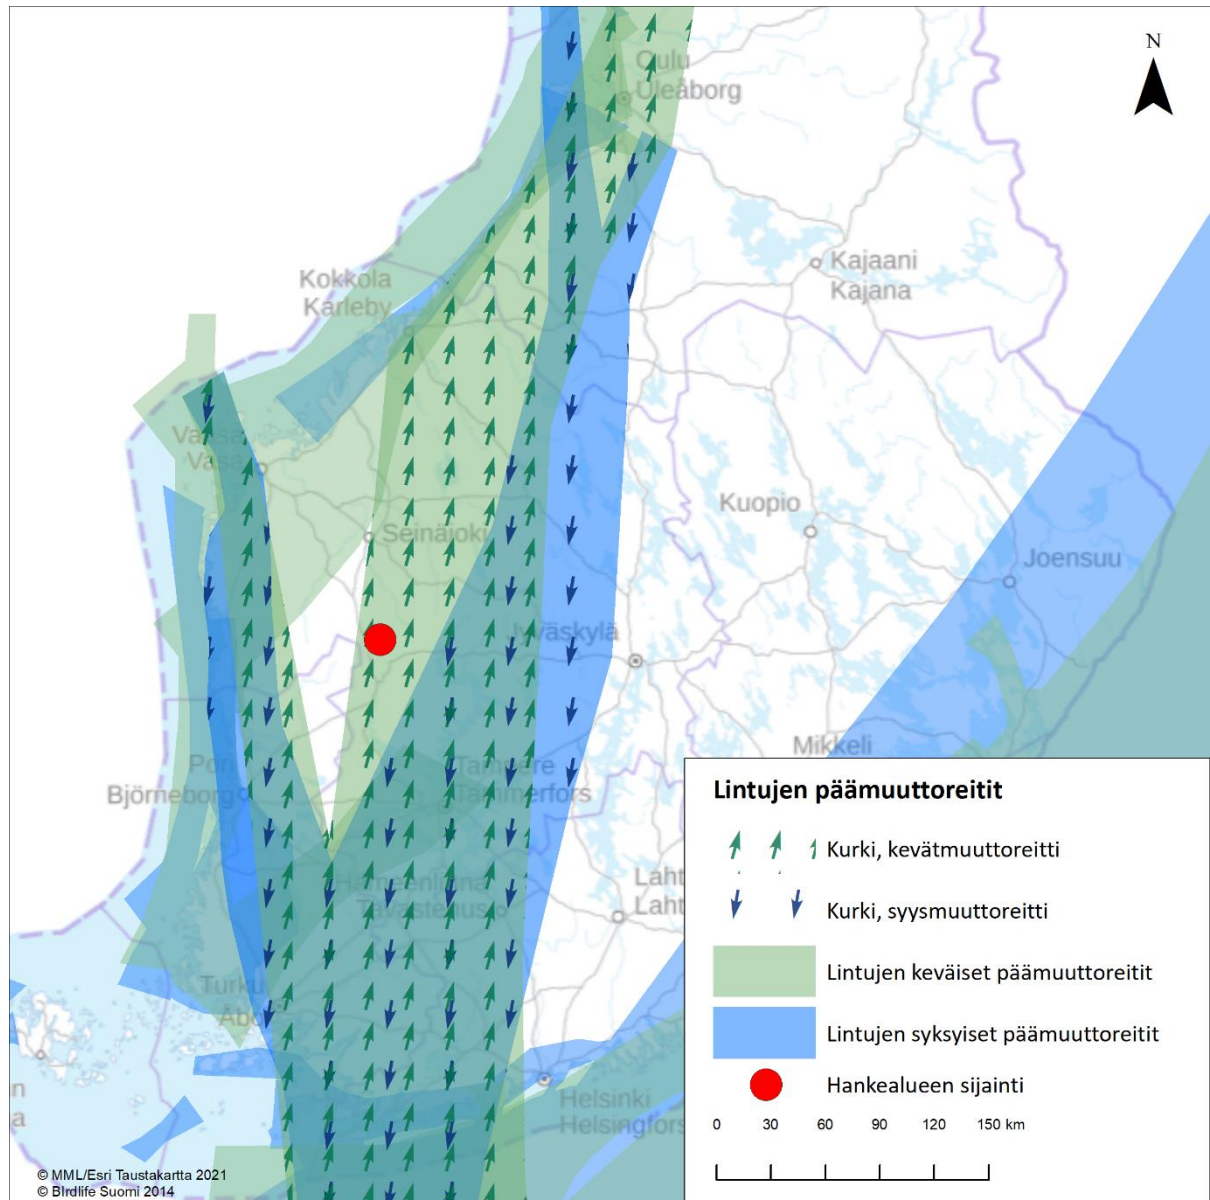 N
Oulu
Uleåborg
Kajaani
Kajana
Kokkola
Karleby
Vaasa
Vasa
Seinäjoki
Kuopio
Joensuu
Jyväskylä
Mikkeli
Pori
Björneborg
Tampere
Tammerfors
Hämeenlinna
Tavastehus
Laht
Laht
Turku
Åbo
Helsinki
Helsingfors
n
a
Lintujen päämuuttoreitit
Kurki, kevätmuuttoreitti
Kurki, syysmuuttoreitti
Lintujen keväiset päämuuttoreitit
Lintujen syksyiset päämuuttoreitit
Hankealueen sijainti
0 30 60 90 120 150 km
© MML/Esri Taustakartta 2021
© BIrdlife Suomi 2014